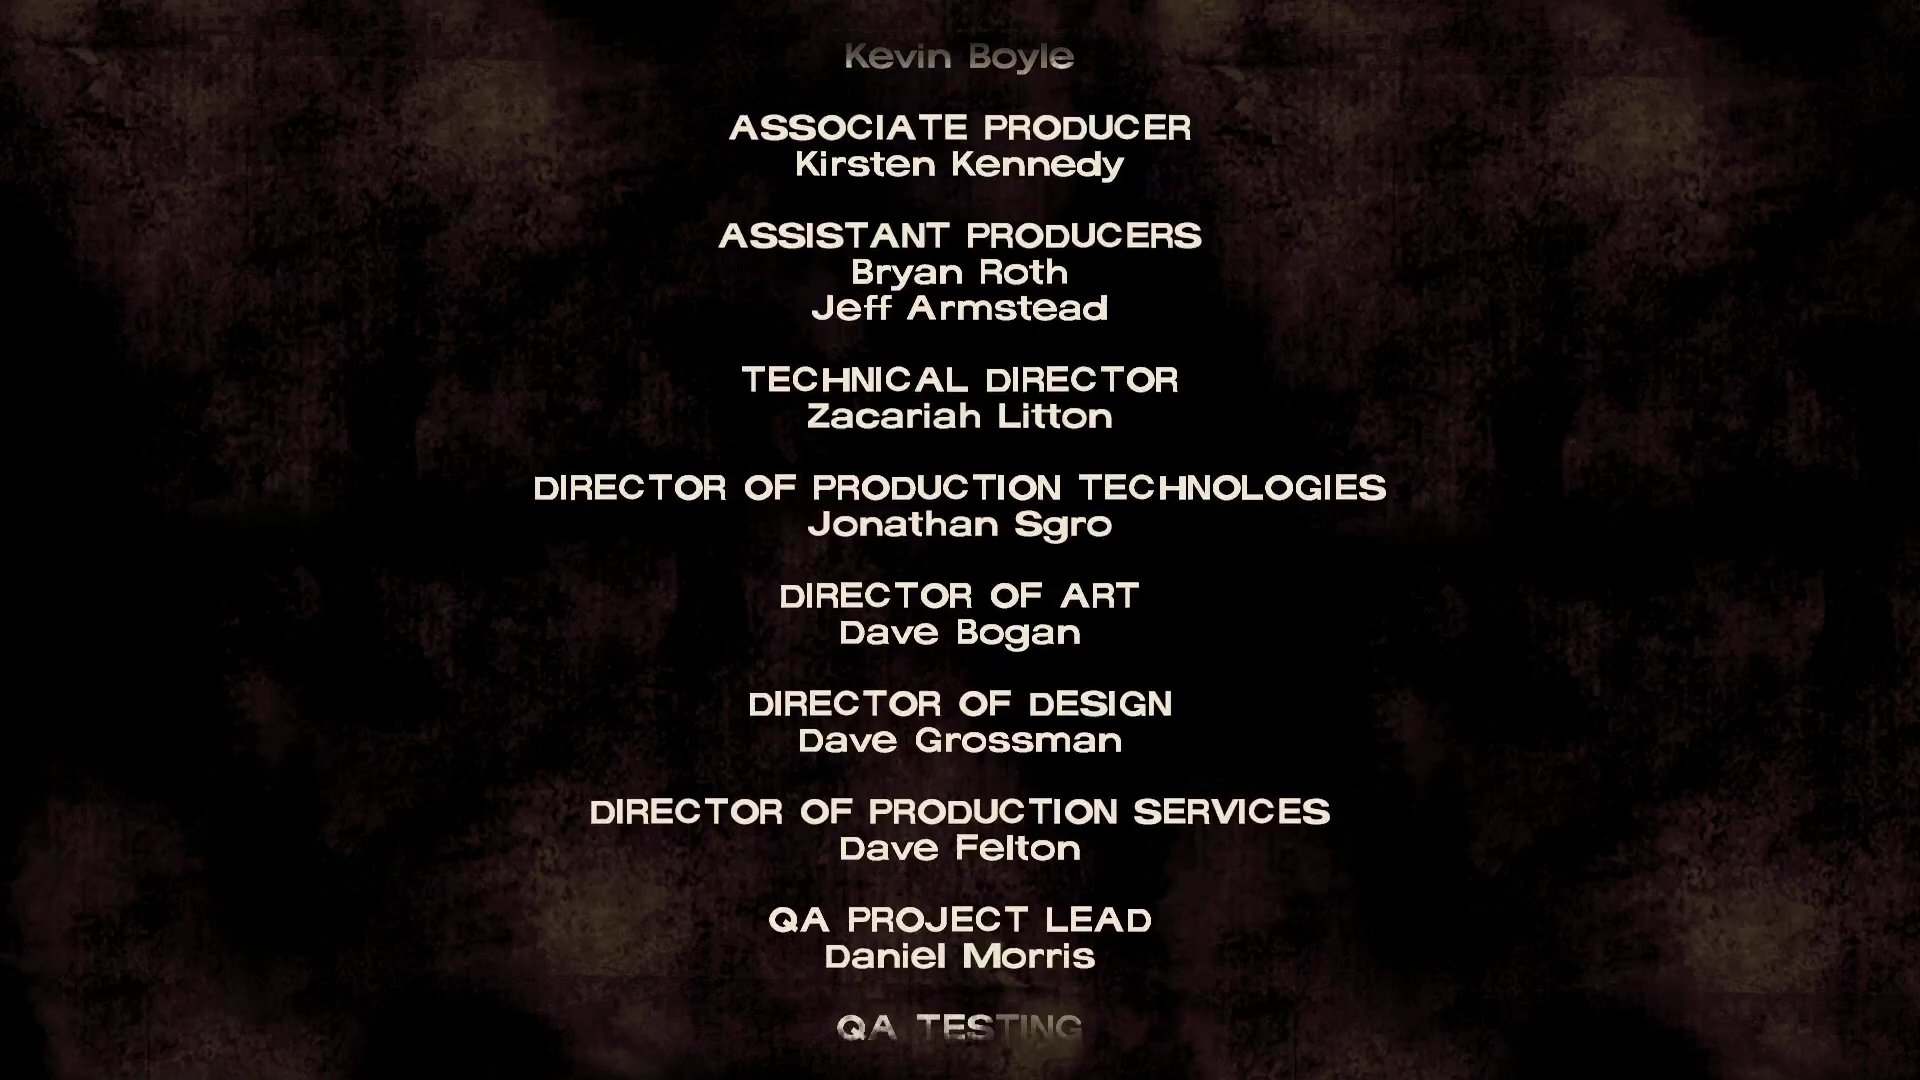 Kevin Boyle
ASSOCIATE PRODUCER
Kirsten Kennedy
ASSISTANT PRODUCERS
Bryan Roth
Jeff Armstead
TECHNICAL DIRECTOR
Zacariah Litton
DIRECTOR OF PRODUCTION TECHNOLOGIES
Jonathan Sgro
DIRECTOR OF ART
Dave Bogan
DIRECTOR OF DESIGN
Dave Grossman
DIRECTOR OF PRODUCTION SERVICES
Dave Felton
QA PROJECT LEAD
Daniel Morris
QA TESTING